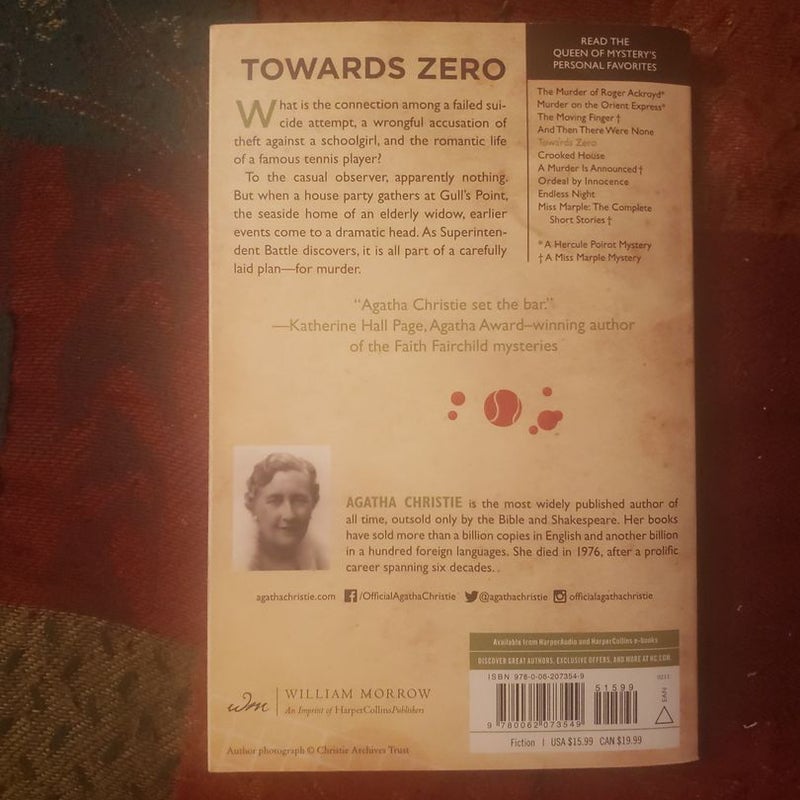 TOWARDS ZERO
What is the connection among a failed sui-
cide attempt, a wrongful accusation of
theft against a schoolgirl, and the romantic life
of a famous tennis player?
To the casual observer, apparently nothing.
But when a house party gathers at Gull's Point,
the seaside home of an elderly widow, earlier
events come to a dramatic head. As Superinten-
dent Battle discovers, it is all part of a carefully
laid plan—for murder.
READ THE
QUEEN OF MYSTERY'S
PERSONAL FAVORITES
The Murder of Roger Ackroyd*
Murder on the Orient Express*
The Moving Finger †
And Then There Were None
Towards Zero
Crooked House
A Murder Is Announced †
Ordeal by Innocence
Endless Night
Miss Marple: The Complete
Short Stories †
* A Hercule Poirot Mystery
† A Miss Marple Mystery
"Agatha Christie set the bar."
—Katherine Hall Page, Agatha Award–winning author
of the Faith Fairchild mysteries
AGATHA CHRISTIE is the most widely published author of
all time, outsold only by the Bible and Shakespeare. Her books
have sold more than a billion copies in English and another billion
in a hundred foreign languages. She died in 1976, after a prolific
career spanning six decades.
agathachristie.com f/OfficialAgathaChristie @agathachristie officialagathachristie
Available from HarperAudio and HarperCollins e-books
DISCOVER GREAT AUTHORS, EXCLUSIVE OFFERS, AND MORE AT HC.COM
ISBN 978-0-06-207354-9
51599
EAN
9 780062 073549
Fiction | USA $15.99 CAN $19.99
wm WILLIAM MORROW
An Imprint of HarperCollinsPublishers
Author photograph © Christie Archives Trust